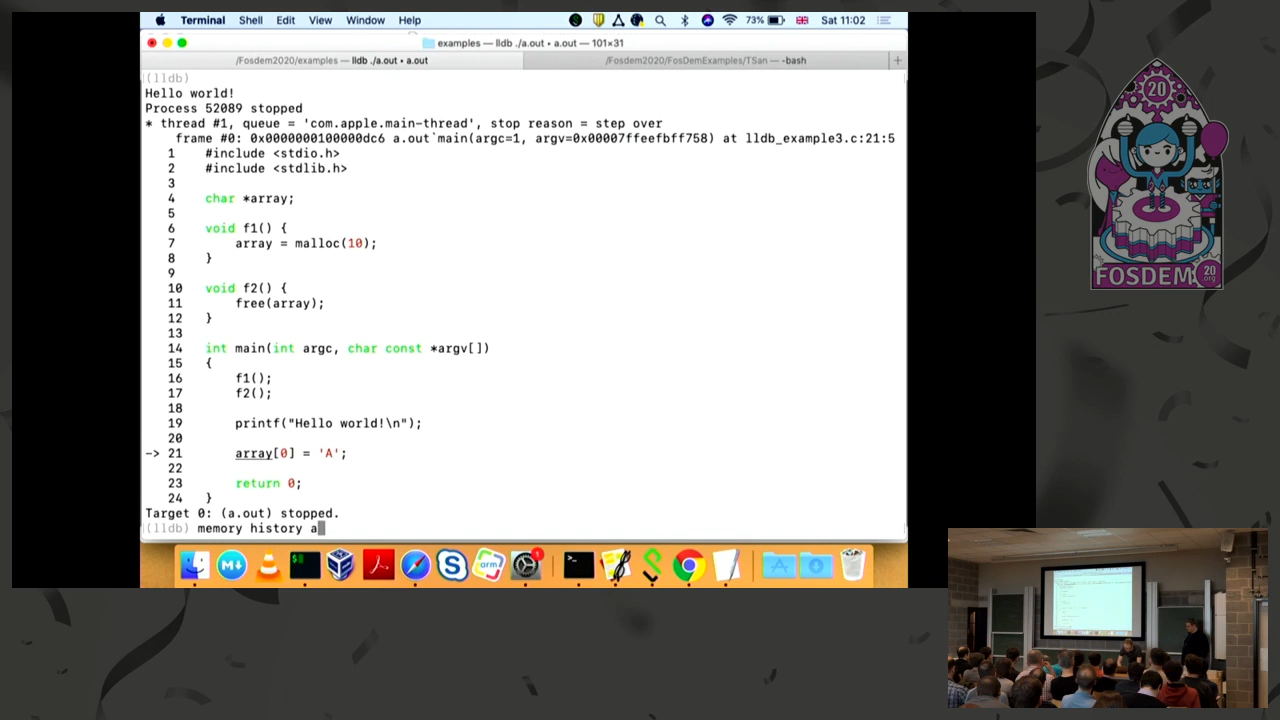 Terminal Shell Edit View Window Help 73% Sat 11:02
examples — lldb ./a.out • a.out — 101×31
/Fosdem2020/examples — lldb ./a.out • a.out /Fosdem2020/FosDemExamples/TSan — -bash +
(lldb)
Hello world!
Process 52089 stopped
* thread #1, queue = 'com.apple.main-thread', stop reason = step over
frame #0: 0x0000000100000dc6 a.out`main(argc=1, argv=0x00007ffeefbff758) at lldb_example3.c:21:5
1 #include <stdio.h>
2 #include <stdlib.h>
3
4 char *array;
5
6 void f1() {
7 array = malloc(10);
8 }
9
10 void f2() {
11 free(array);
12 }
13
14 int main(int argc, char const *argv[])
15 {
16 f1();
17 f2();
18
19 printf("Hello world!\n");
20
-> 21 array[0] = 'A';
22
23 return 0;
24 }
Target 0: (a.out) stopped.
(lldb) memory history a
M↓
arm
1
20
FOSDEM 20 .org